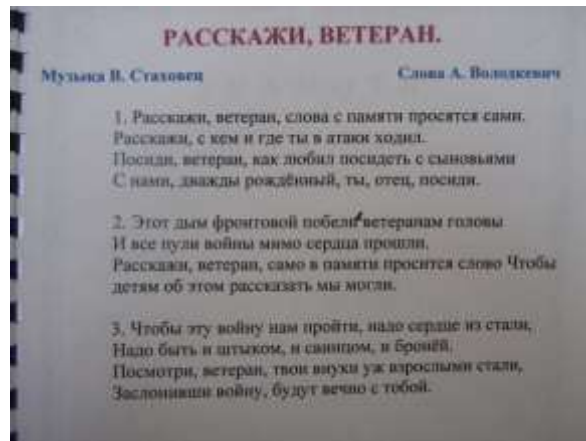 РАССКАЖИ, ВЕТЕРАН.
Музыка В. Стаховец Слова А. Володкевич
1. Расскажи, ветеран, слова с памяти просятся сами.
Расскажи, с кем и где ты в атаки ходил.
Посиди, ветеран, как любил посидеть с сыновьями
С нами, дважды рождённый, ты, отец, посиди.
2. Этот дым фронтовой побелил ветеранам головы
И все пули войны мимо сердца прошли.
Расскажи, ветеран, само в памяти просится слово Чтобы
детям об этом рассказать мы могли.
3. Чтобы эту войну нам пройти, надо сердце из стали,
Надо быть и штыком, и свинцом, и бронёй.
Посмотри, ветеран, твои внуки уж взрослыми стали,
Заслонивши войну, будут вечно с тобой.